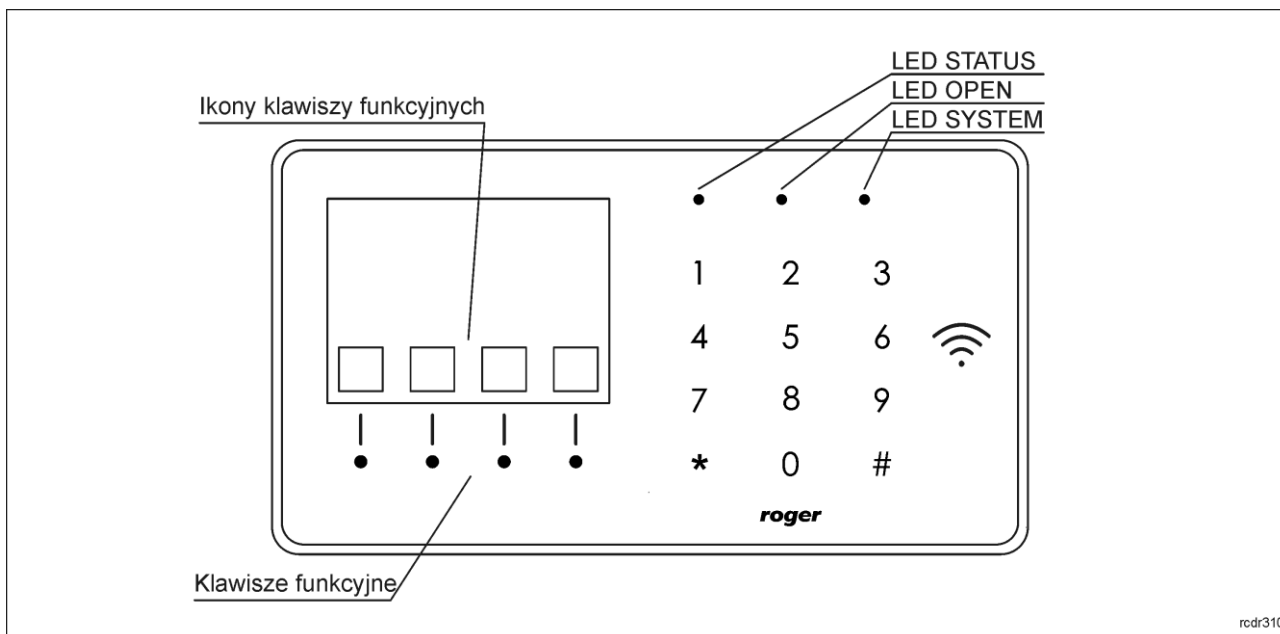 LED STATUS
LED OPEN
LED SYSTEM
Ikony klawiszy funkcyjnych
1 2 3
4 5 6
7 8 9
* 0 #
roger
Klawisze funkcyjne
rcdr310